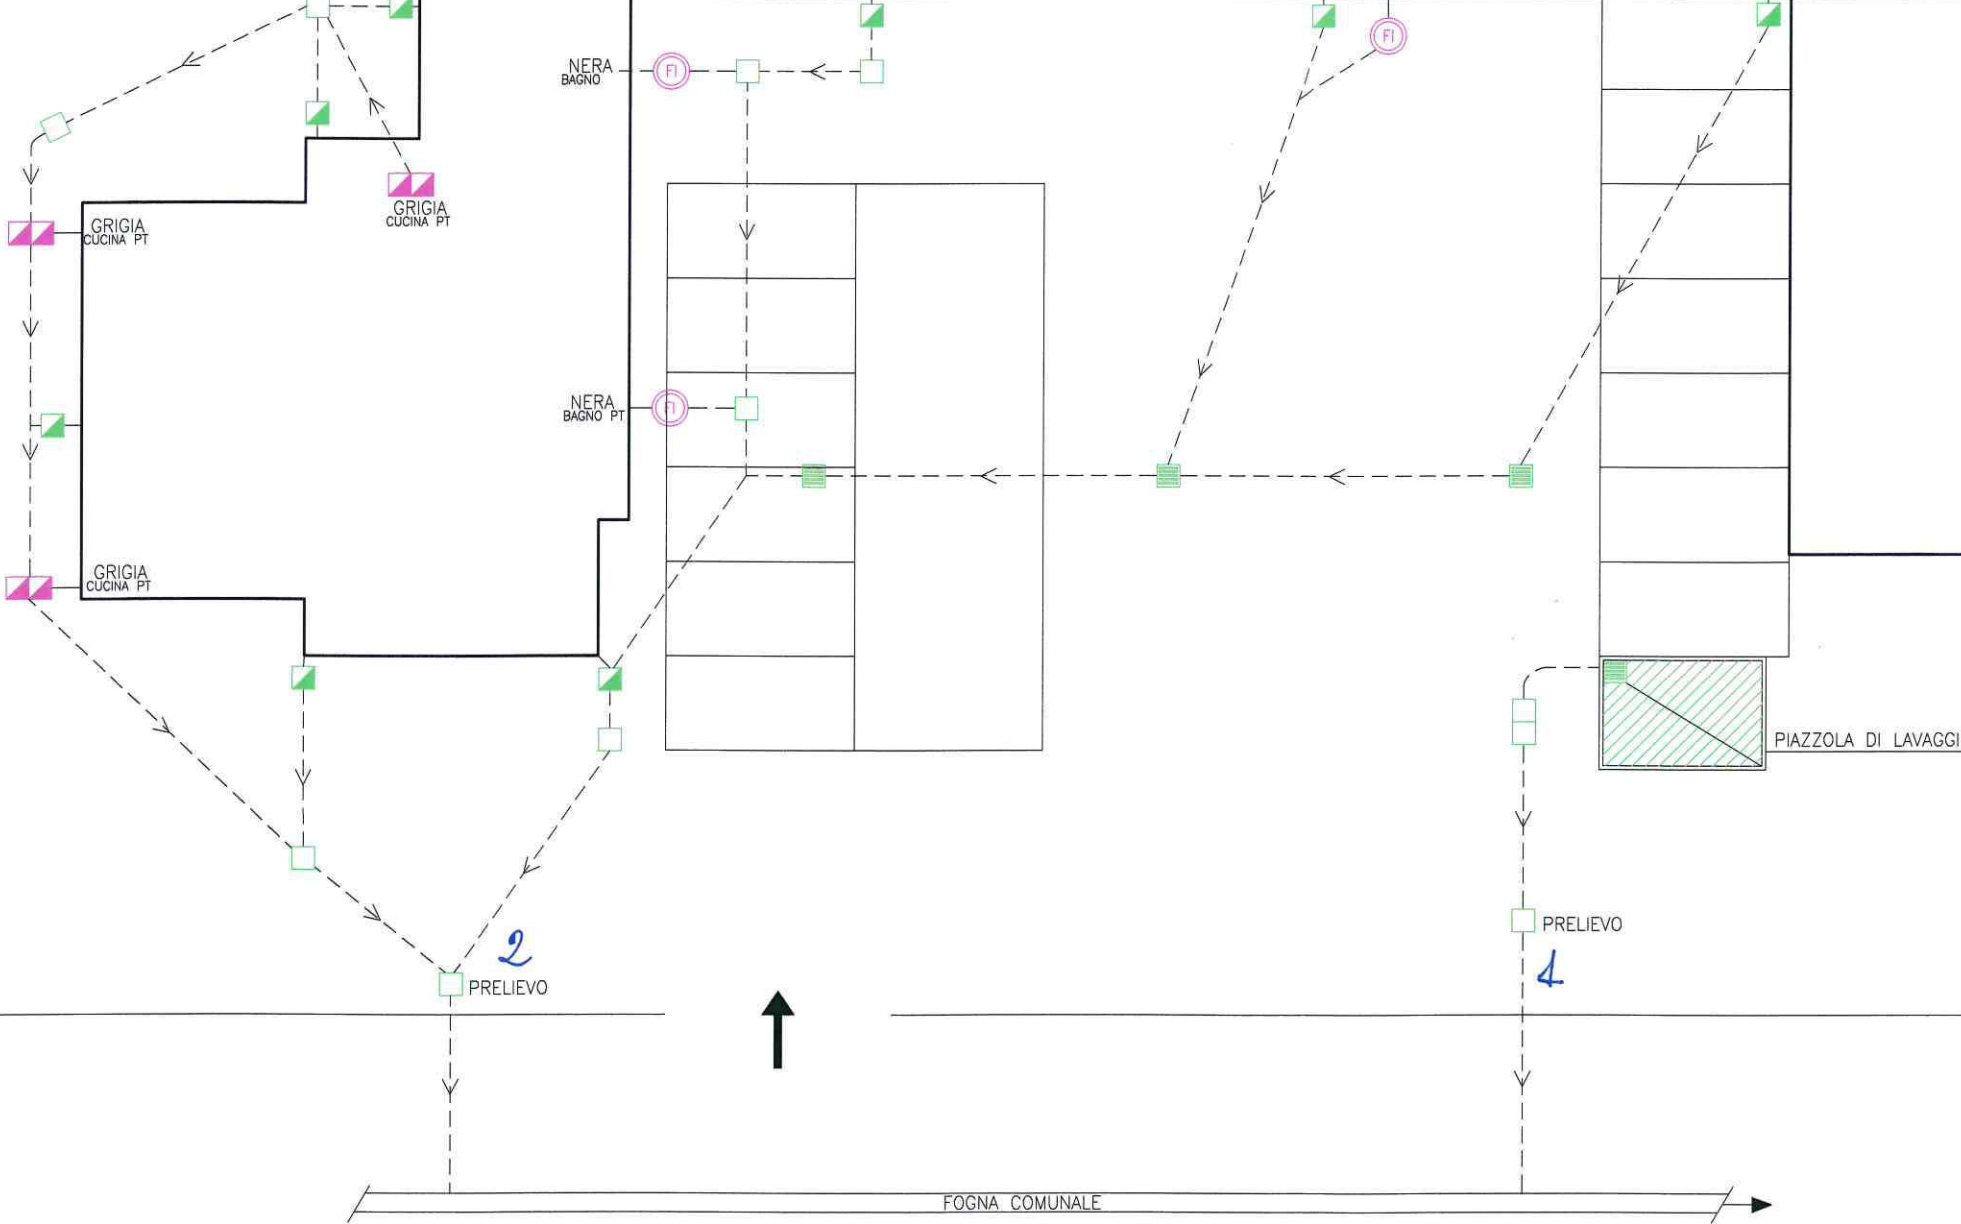 FI
NERA
BAGNO
FI
GRIGIA
CUCINA PT
GRIGIA
CUCINA PT
NERA
BAGNO PT
FI
GRIGIA
CUCINA PT
PIAZZOLA DI LAVAGGI
PRELIEVO
2
PRELIEVO
1
FOGNA COMUNALE